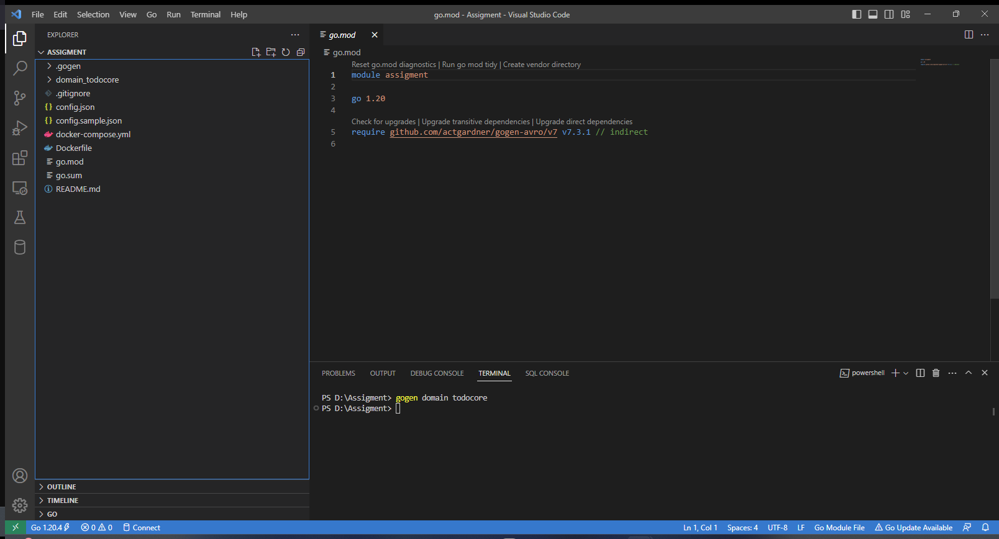 File Edit Selection View Go Run Terminal Help
go.mod - Assigment - Visual Studio Code
EXPLORER
ASSIGMENT
.gogen
domain_todocore
.gitignore
config.json
config.sample.json
docker-compose.yml
Dockerfile
go.mod
go.sum
README.md
OUTLINE
TIMELINE
GO
go.mod
go.mod
Reset go.mod diagnostics | Run go mod tidy | Create vendor directory
1 module assigment
2
3 go 1.20
4
Check for upgrades | Upgrade transitive dependencies | Upgrade direct dependencies
5 require github.com/actgardner/gogen-avro/v7 v7.3.1 // indirect
6
PROBLEMS OUTPUT DEBUG CONSOLE TERMINAL SQL CONSOLE
powershell
PS D:\Assigment> gogen domain todocore
PS D:\Assigment>
Go 1.20.4 0 0 Connect
Ln 1, Col 1 Spaces: 4 UTF-8 LF Go Module File Go Update Available